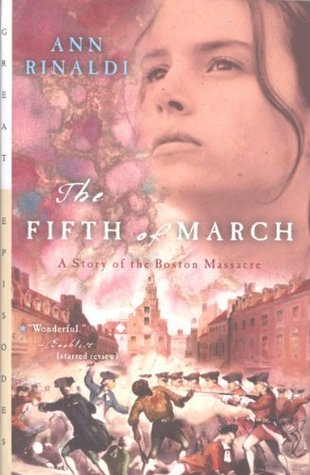 ANN
RINALDI
The
FIFTH of MARCH
A Story of the Boston Massacre
"Wonderful."
—Booklist
(starred review)
GREAT EPISODES